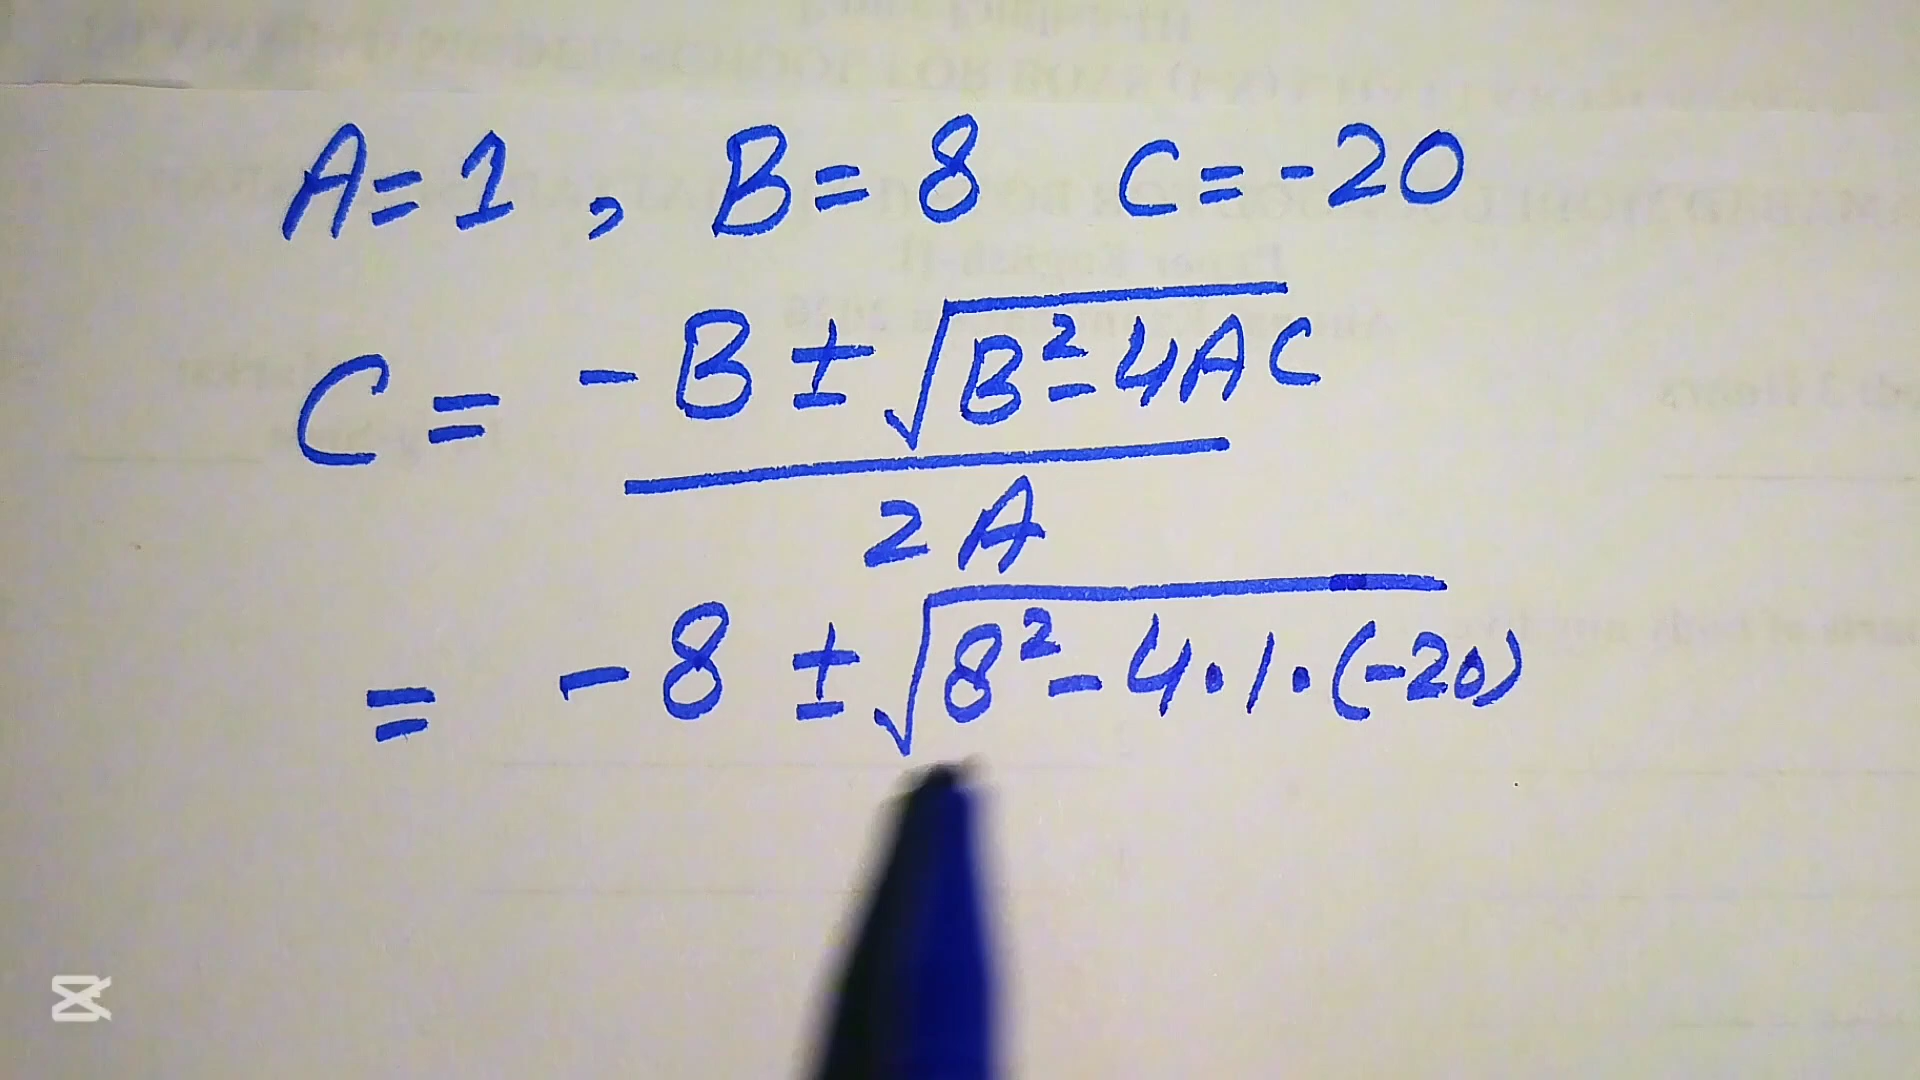 A=1, B=8 C=-20
C = -B ± √B²-4AC
2A
= -8 ± √8²-4·1·(-20)